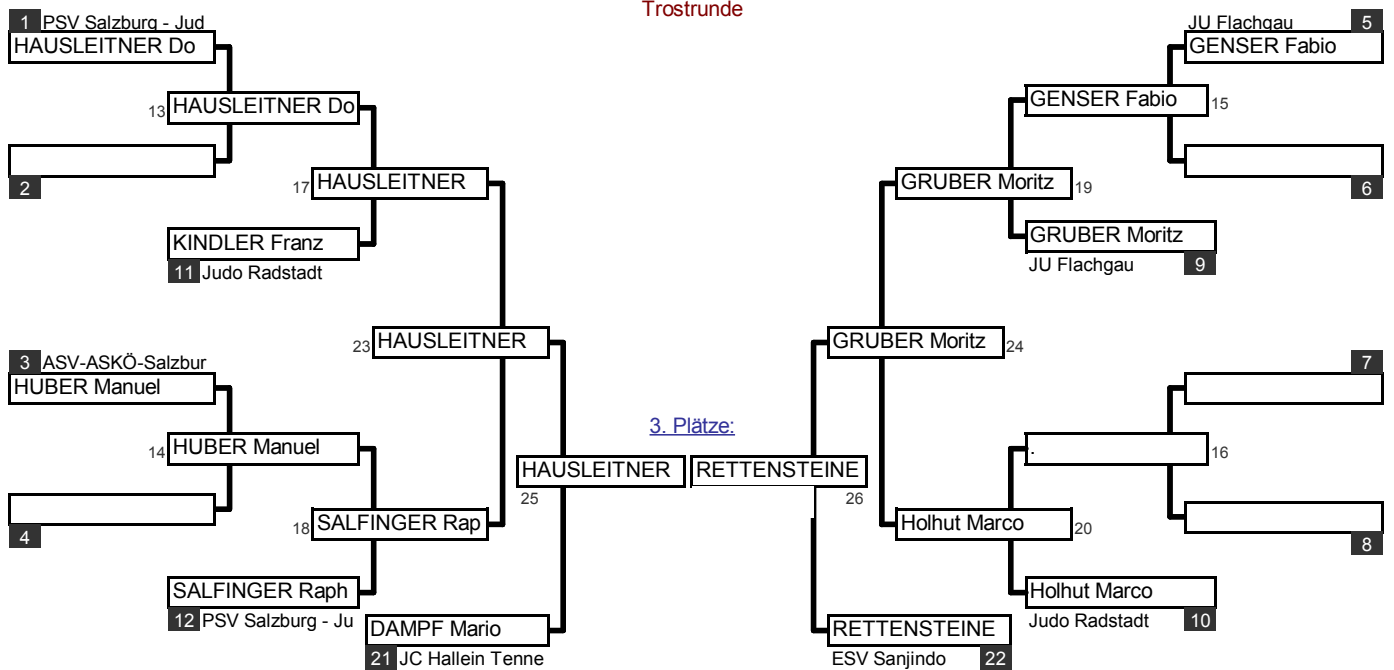 Trostrunde
1 PSV Salzburg - Jud
HAUSLEITNER Do
JU Flachgau 5
GENSER Fabio
13 HAUSLEITNER Do
GENSER Fabio 15
2
6
17 HAUSLEITNER
GRUBER Moritz 19
KINDLER Franz
11 Judo Radstadt
GRUBER Moritz
JU Flachgau 9
23 HAUSLEITNER
GRUBER Moritz 24
3 ASV-ASKÖ-Salzbur
HUBER Manuel
7
3. Plätze:
14 HUBER Manuel
. 16
HAUSLEITNER
25
RETTENSTEINE
26
4
8
18 SALFINGER Rap
Holhut Marco 20
SALFINGER Raph
12 PSV Salzburg - Ju
Holhut Marco
Judo Radstadt 10
DAMPF Mario
21 JC Hallein Tenne
RETTENSTEINE
ESV Sanjindo 22